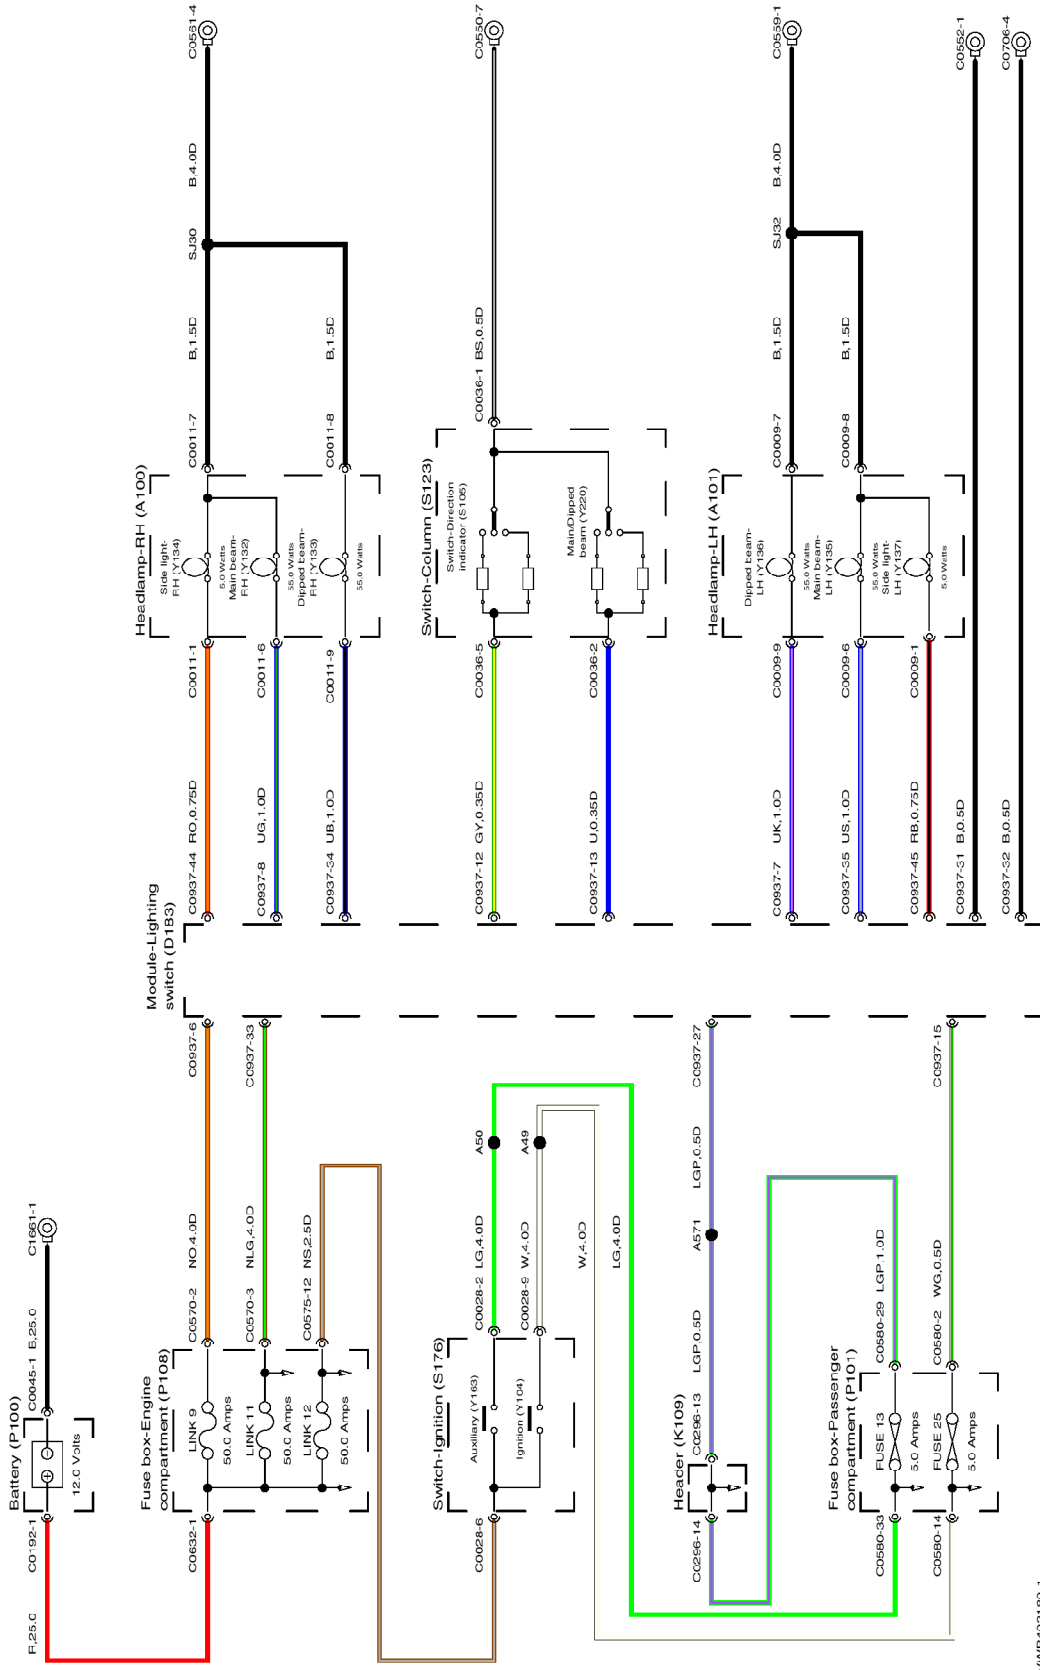 Battery (P100)
12.0 Volts
C0192-1
R,25.0
C0045-1 B,25.0
C1661-1
Fuse box-Engine
compartment (P108)
LINK 9
50.0 Amps
LINK 11
50.0 Amps
LINK 12
50.0 Amps
C0632-1
C0570-2 NO,4.0D
C0937-6
C0570-3 NLG,4.0D
C0937-33
C0575-12 NS,2.5D
Switch-Ignition (S176)
Auxiliary (Y163)
Ignition (Y104)
C0028-6
C0028-2 LG,4.0D
A50
C0028-9 W,4.0D
A49
W,4.0D
LG,4.0D
Header (K109)
C0296-14
C0296-13 LGP,0.5D
A571
LGP,0.5D
C0937-27
Fuse box-Passenger
compartment (P101)
FUSE 13
5.0 Amps
FUSE 25
5.0 Amps
C0580-33
C0580-29 LGP,1.0D
C0580-14
C0580-2 WG,0.5D
C0937-15
Module-Lighting
switch (D183)
C0937-44 RO,0.75D
C0011-1
C0937-8 UG,1.0D
C0011-6
C0937-34 UB,1.0D
C0011-9
Headlamp-RH (A100)
Side light-
RH (Y134)
5.0 Watts
Main beam-
RH (Y132)
55.0 Watts
Dipped beam-
RH (Y133)
55.0 Watts
C0011-7
B,1.5D
SJ30
B,4.0D
C0561-4
C0011-8
B,1.5D
C0937-12 GY,0.35D
C0036-5
C0937-13 U,0.35D
C0036-2
Switch-Column (S123)
Switch-Direction
indicator (S106)
Main/Dipped
beam (Y220)
C0036-1 BS,0.5D
C0550-7
C0937-7 UK,1.0D
C0009-9
C0937-35 US,1.0D
C0009-6
C0937-45 RB,0.75D
C0009-1
Headlamp-LH (A101)
Dipped beam-
LH (Y136)
55.0 Watts
Main beam-
LH (Y135)
55.0 Watts
Side light-
LH (Y137)
5.0 Watts
C0009-7
B,1.5D
SJ32
B,4.0D
C0559-1
C0009-8
B,1.5D
C0937-31 B,0.5D
C0552-1
C0937-32 B,0.5D
C0706-4